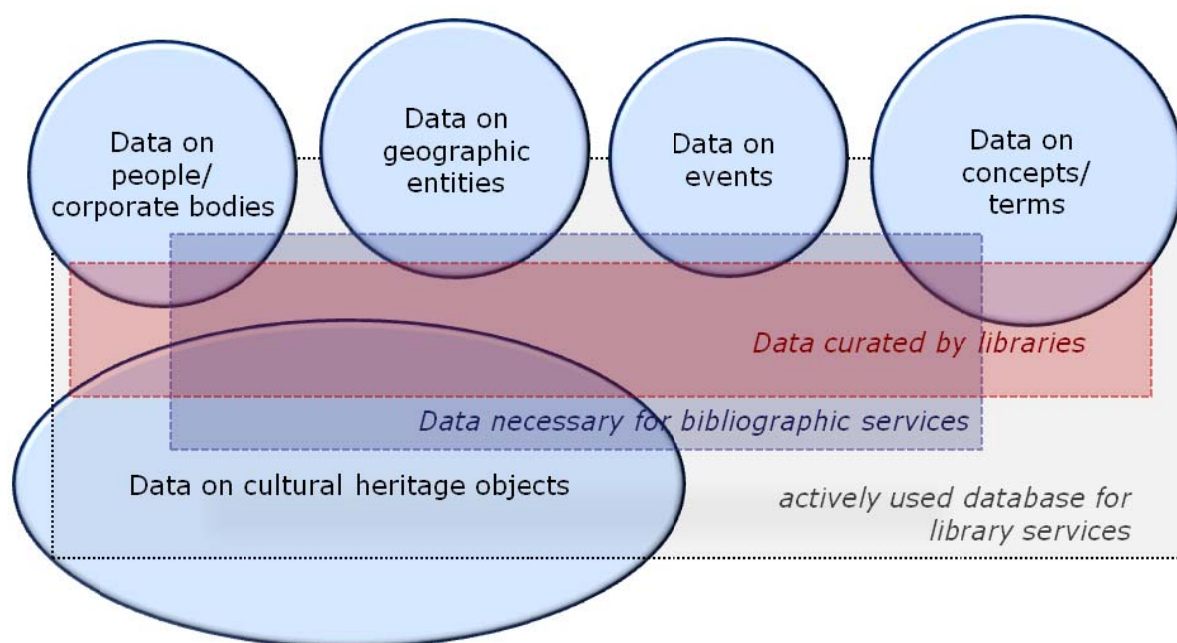 Data on
people/
corporate bodies
Data on
geographic
entities
Data on
events
Data on
concepts/
terms
Data curated by libraries
Data necessary for bibliographic services
Data on cultural heritage objects
actively used database for
library services